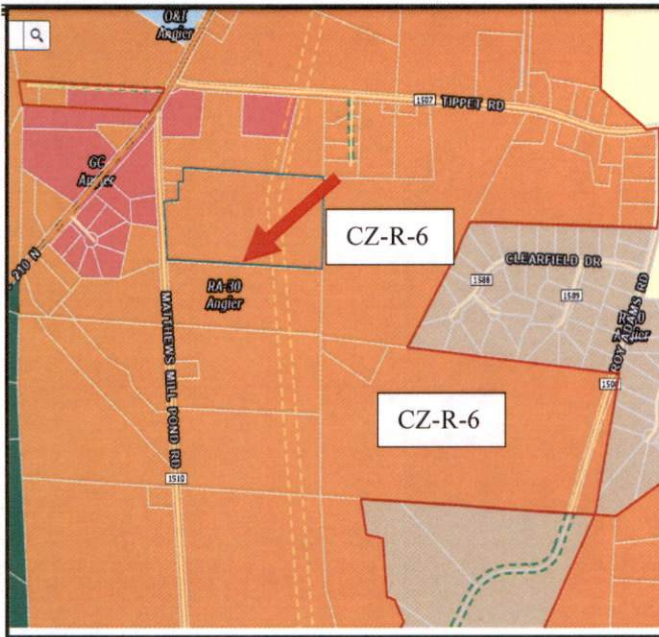 O&I
Angier
1507 TIPPET RD
GC
Angier
CZ-R-6
210 N
CLEARFIELD DR
1588
1589
RA-30
Angier
MATTHEWS MILL POND RD
ROY ADAMS RD
Angier
CZ-R-6
1510